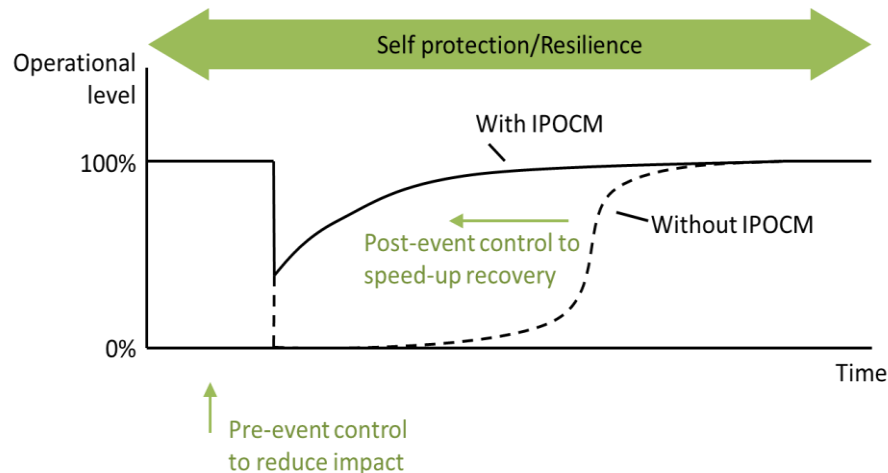 Self protection/Resilience
Operational
level
With IPOCM
100%
Without IPOCM
Post-event control to
speed-up recovery
0%
Time
Pre-event control
to reduce impact